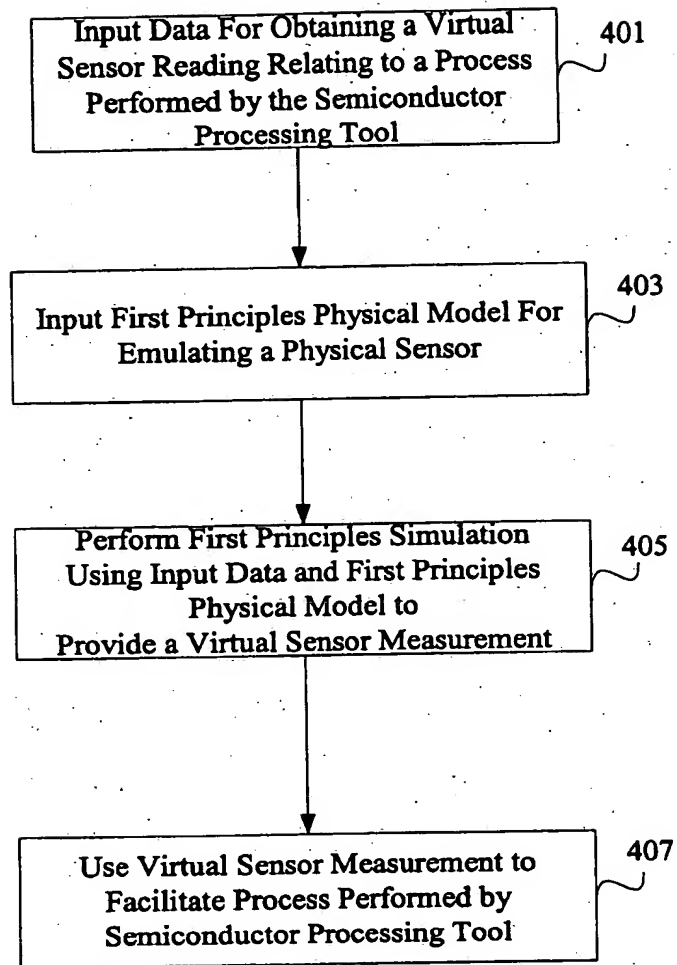 Input Data For Obtaining a Virtual
Sensor Reading Relating to a Process
Performed by the Semiconductor
Processing Tool
401
Input First Principles Physical Model For
Emulating a Physical Sensor
403
Perform First Principles Simulation
Using Input Data and First Principles
Physical Model to
Provide a Virtual Sensor Measurement
405
Use Virtual Sensor Measurement to
Facilitate Process Performed by
Semiconductor Processing Tool
407